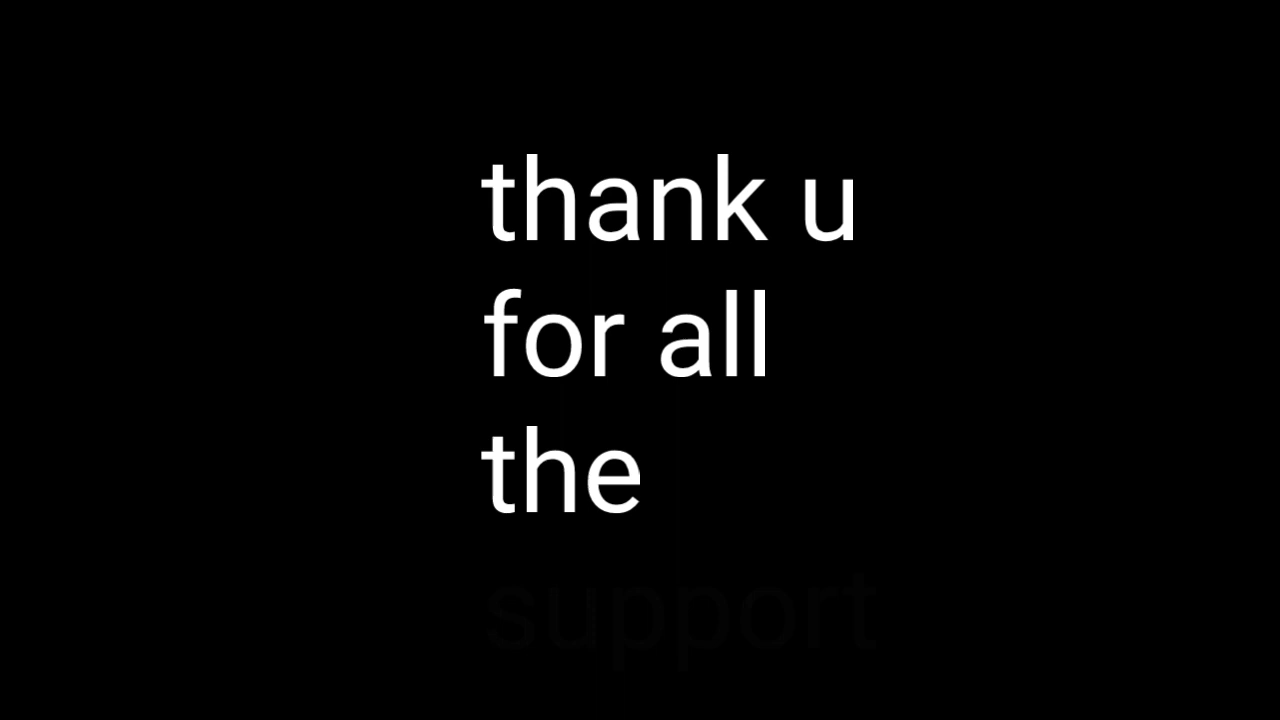 thank u
for all
the
support